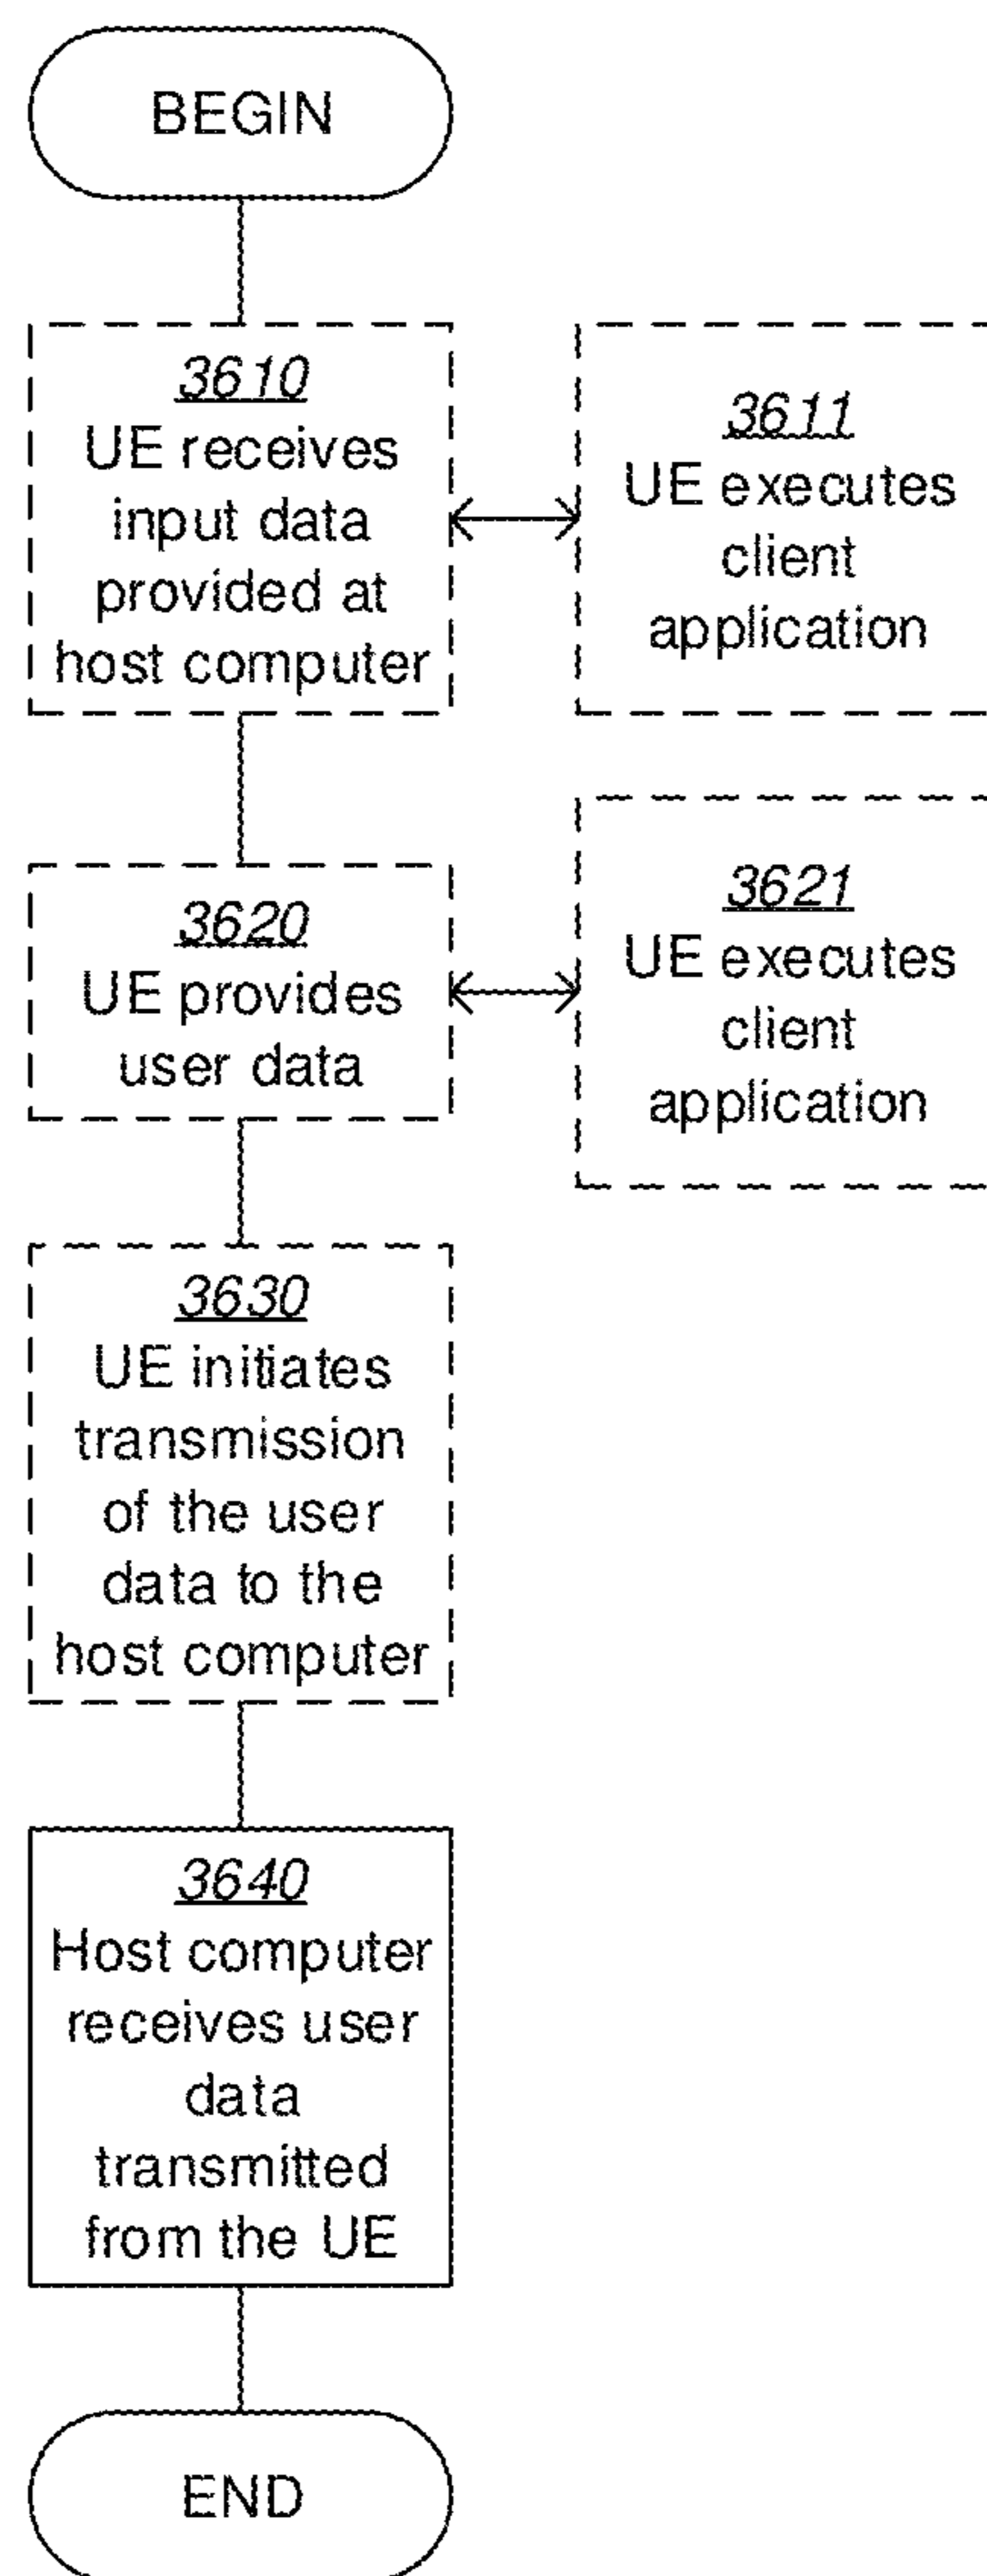 BEGIN
3610
UE receives
input data
provided at
host computer
3611
UE executes
client
application
3620
UE provides
user data
3621
UE executes
client
application
3630
UE initiates
transmission
of the user
data to the
host computer
3640
Host computer
receives user
data
transmitted
from the UE
END